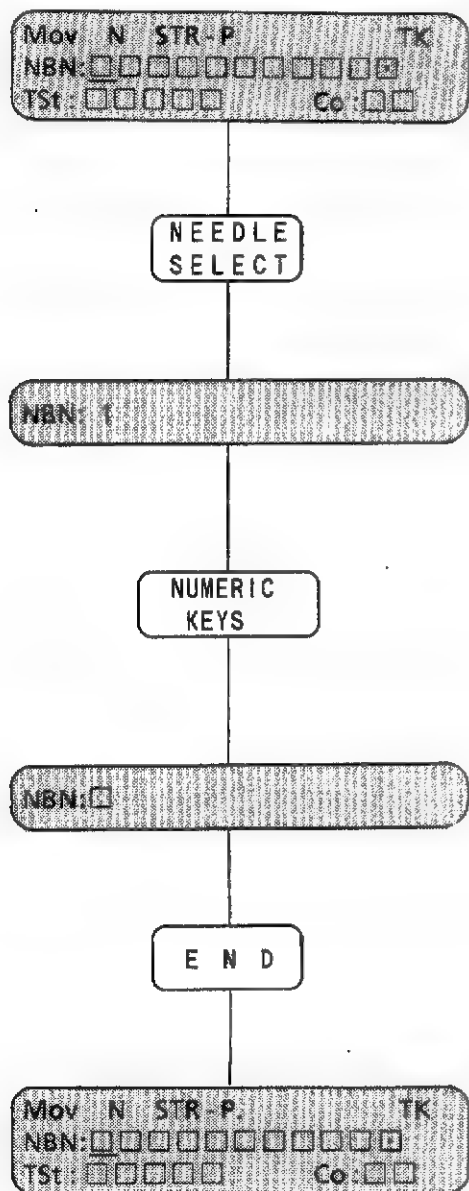 Mov N STR-P TK
NBN:□□□□□□□□□□⊡
TSt:□□□□□ Co:□□
NEEDLE
SELECT
NBN: 1
NUMERIC
KEYS
NBN:□
END
Mov N STR-P. TK
NBN:□□□□□□□□□□⊡
TSt:□□□□□ Co:□□